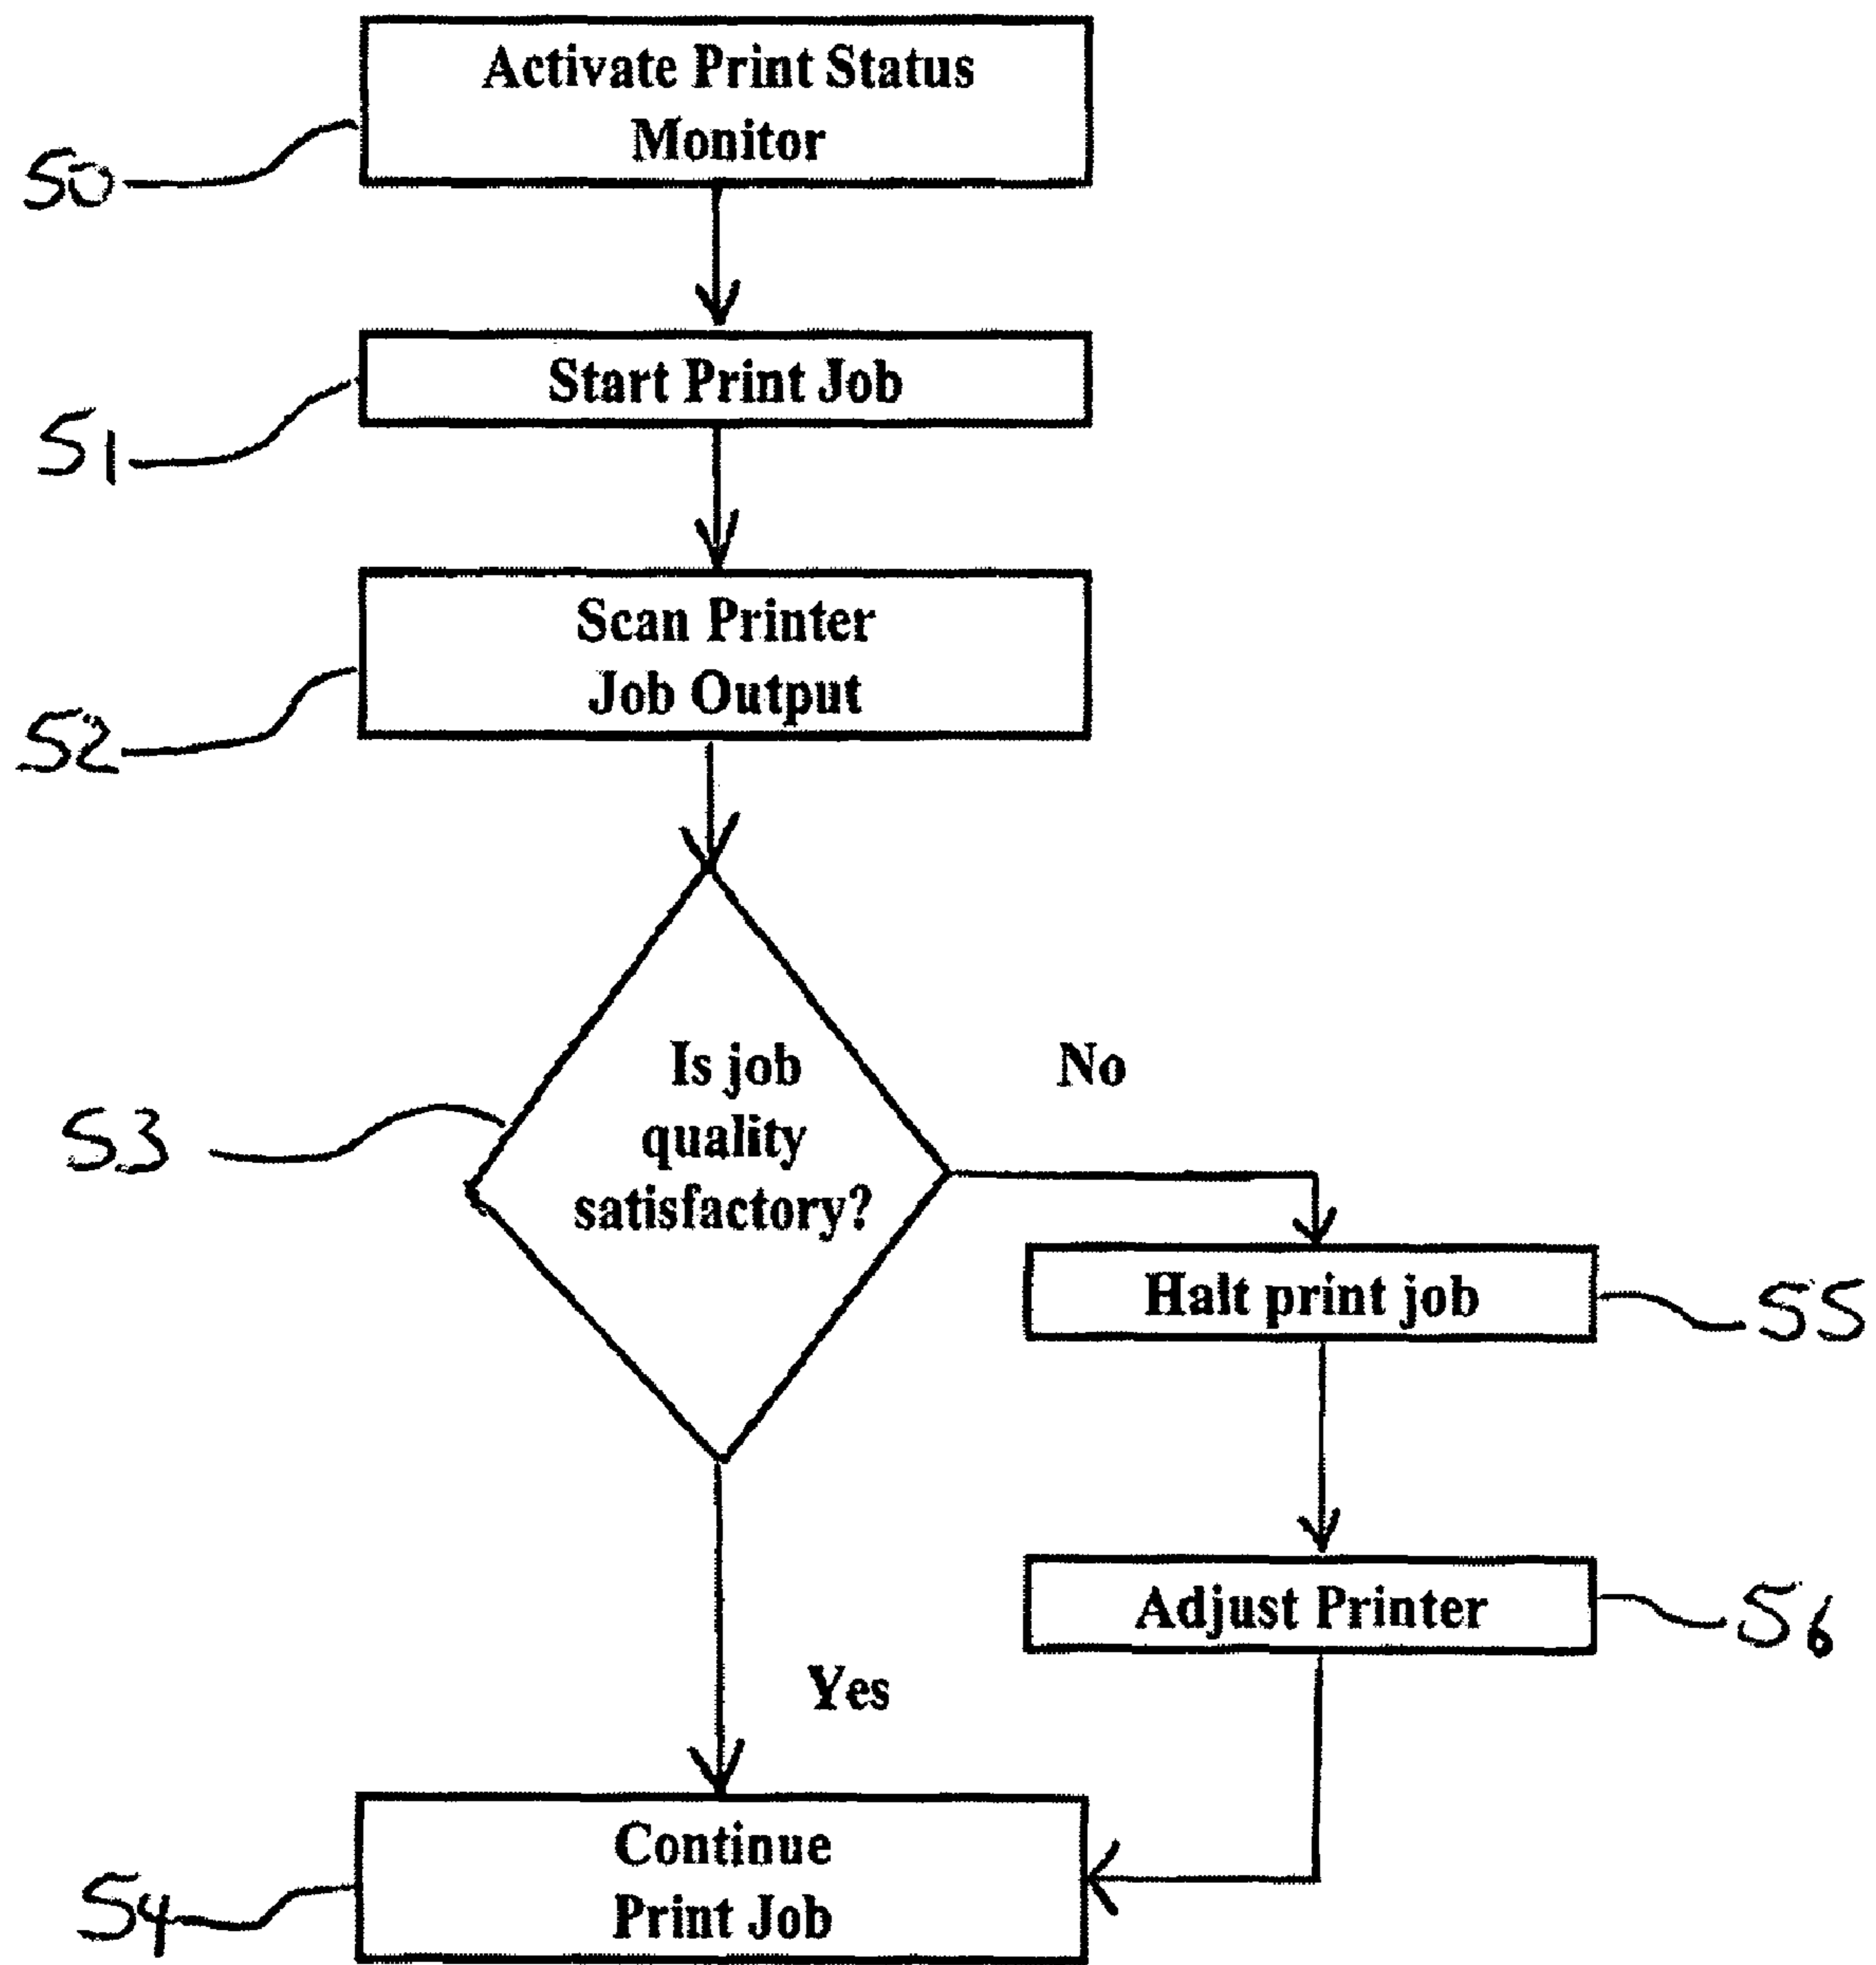 Activate Print Status
Monitor
50
Start Print Job
51
Scan Printer
Job Output
52
Is job
quality
satisfactory?
No
53
Halt print job
55
Adjust Printer
56
Yes
Continue
Print Job
54